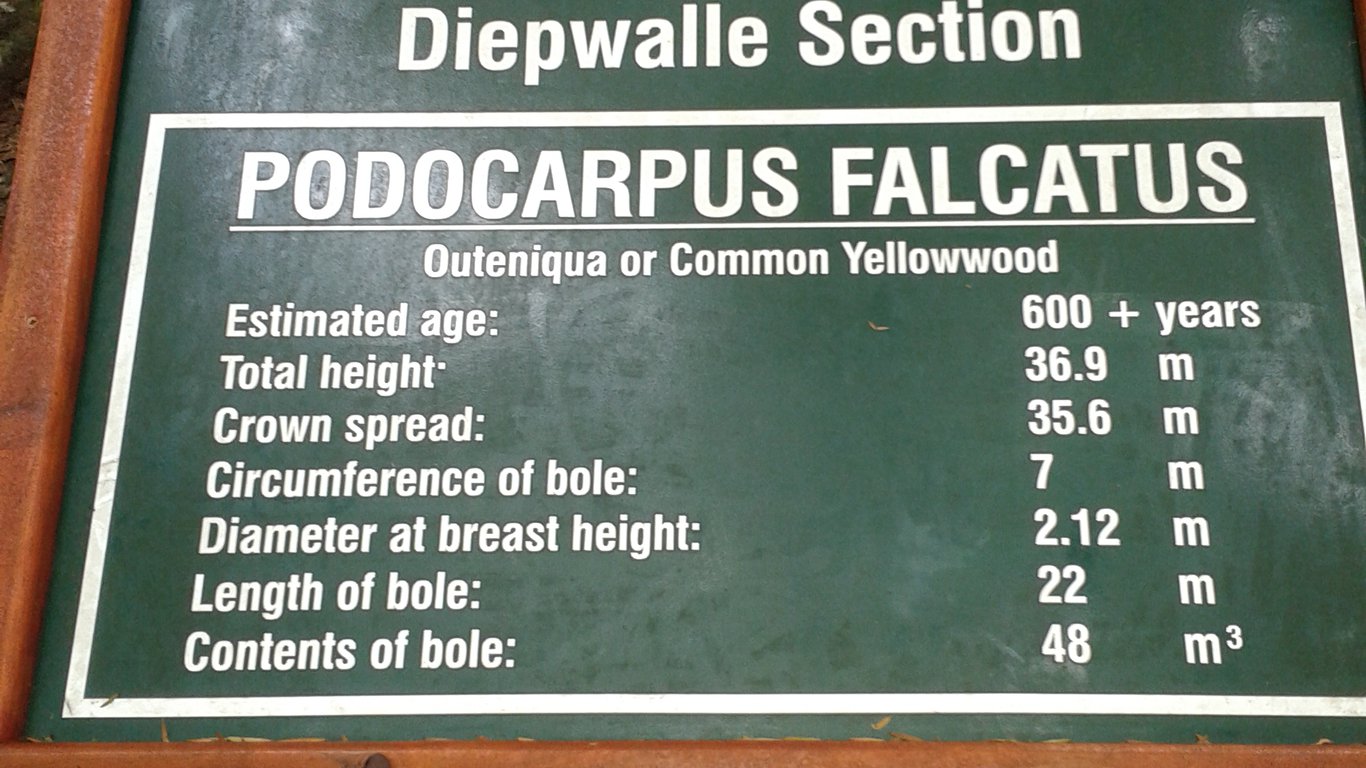 Diepwalle Section
PODOCARPUS FALCATUS
Outeniqua or Common Yellowwood
Estimated age: 600 + years
Total height: 36.9 m
Crown spread: 35.6 m
Circumference of bole: 7 m
Diameter at breast height: 2.12 m
Length of bole: 22 m
Contents of bole: 48 m³